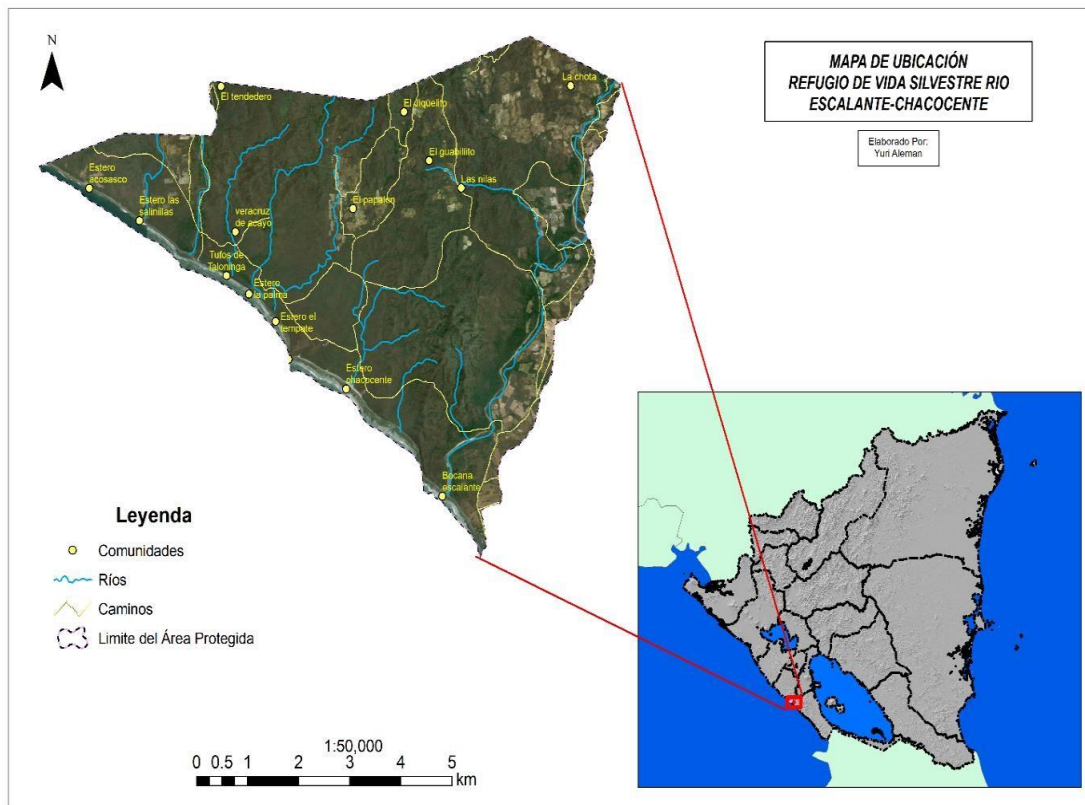 N
MAPA DE UBICACIÓN
REFUGIO DE VIDA SILVESTRE RIO
ESCALANTE-CHACOCENTE
Elaborado Por:
Yuri Aleman
La chota
El tendedero
El Jiquelito
El guabillito
Estero
acosasco
Las nilas
Estero las
salinillas
El papalon
veracruz
de acayo
Tufos de
Taloninga
Estero
la palma
Estero el
tempate
Estero
chacocente
Bocana
escalante
Leyenda
Comunidades
Ríos
Caminos
Limite del Área Protegida
1:50,000
0 0.5 1 2 3 4 5
km